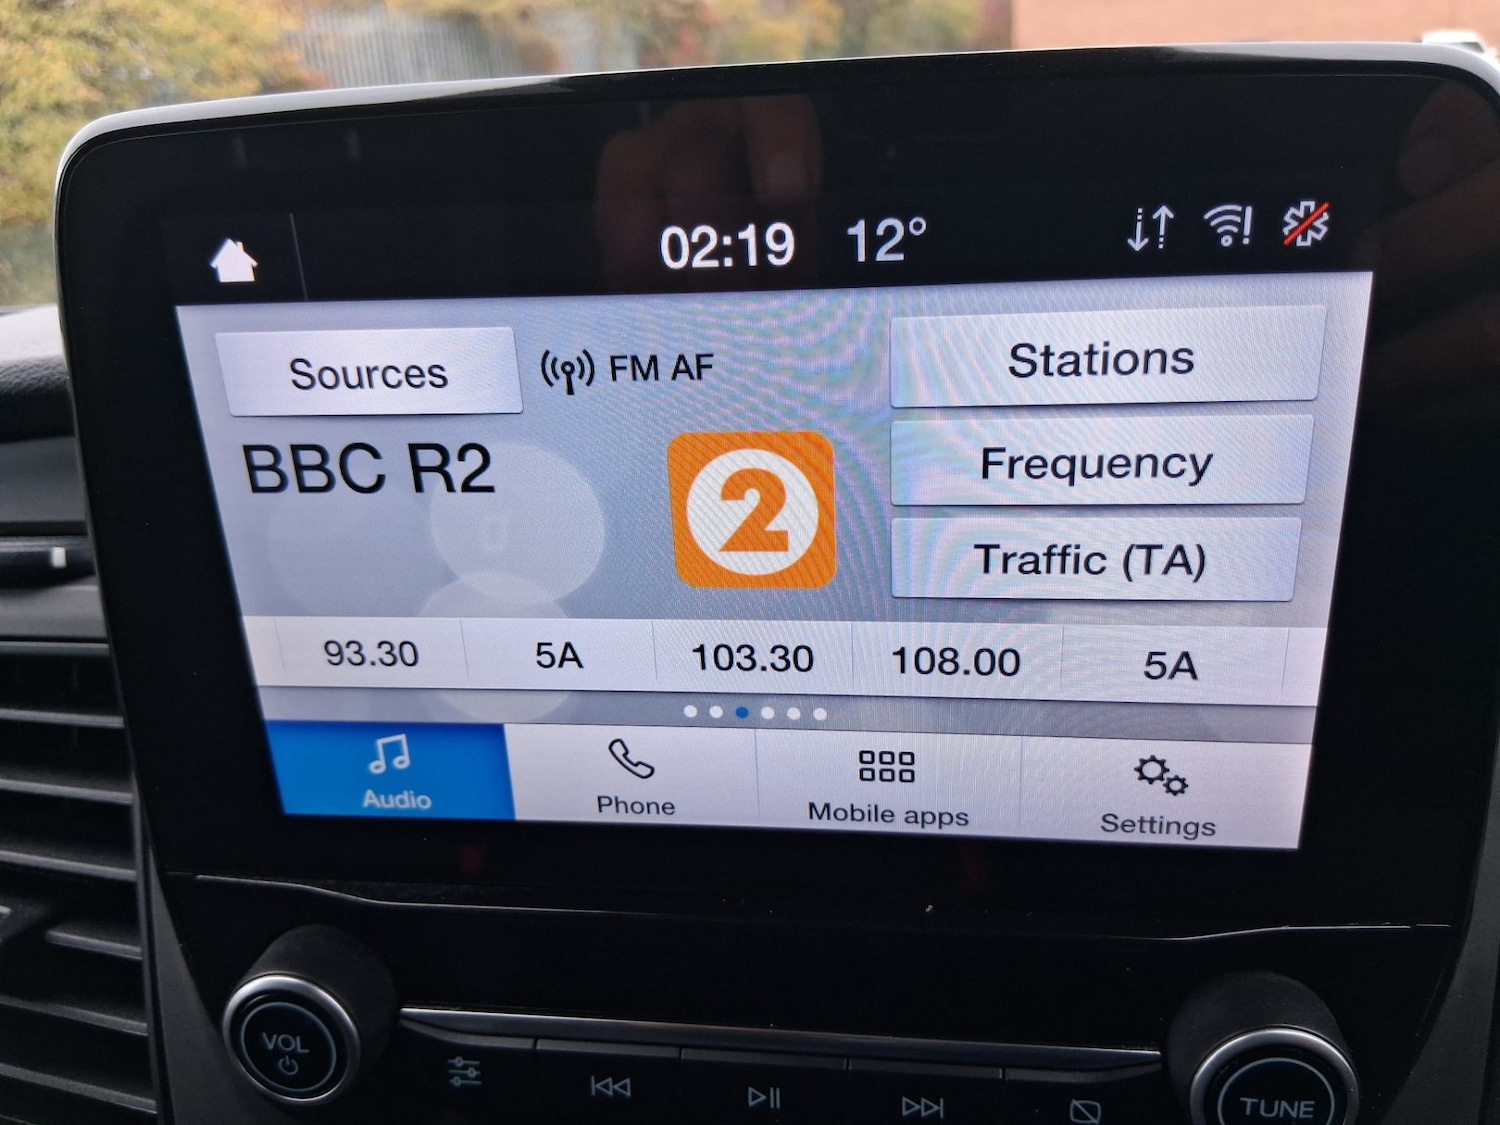 02:19 12°
Sources FM AF Stations
BBC R2
2
Frequency
Traffic (TA)
93.30 5A 103.30 108.00 5A
Audio Phone Mobile apps Settings
VOL
TUNE